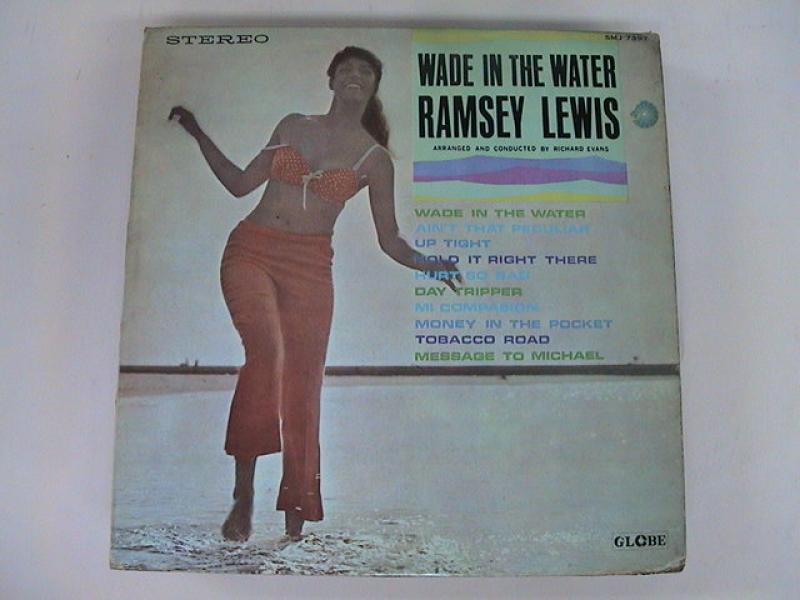 STEREO
SMJ 7397
WADE IN THE WATER
RAMSEY LEWIS
ARRANGED AND CONDUCTED BY RICHARD EVANS
WADE IN THE WATER
AIN'T THAT PECULIAR
UP TIGHT
HOLD IT RIGHT THERE
HURT SO BAD
DAY TRIPPER
MI COMPASION
MONEY IN THE POCKET
TOBACCO ROAD
MESSAGE TO MICHAEL
GLOBE